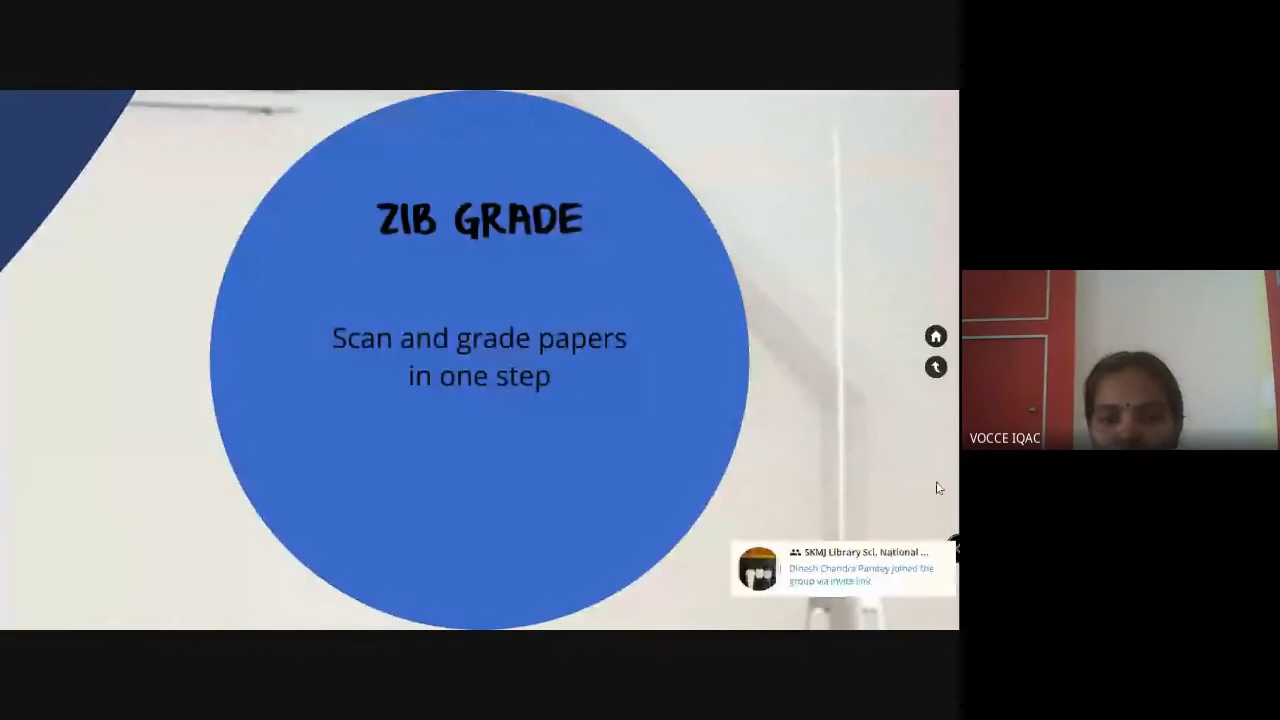 ZIB GRADE
Scan and grade papers
in one step
VOCCE IQAC
SKMJ Library Sci. National ...
Dinesh Chandra Pandey joined the
group via invite link